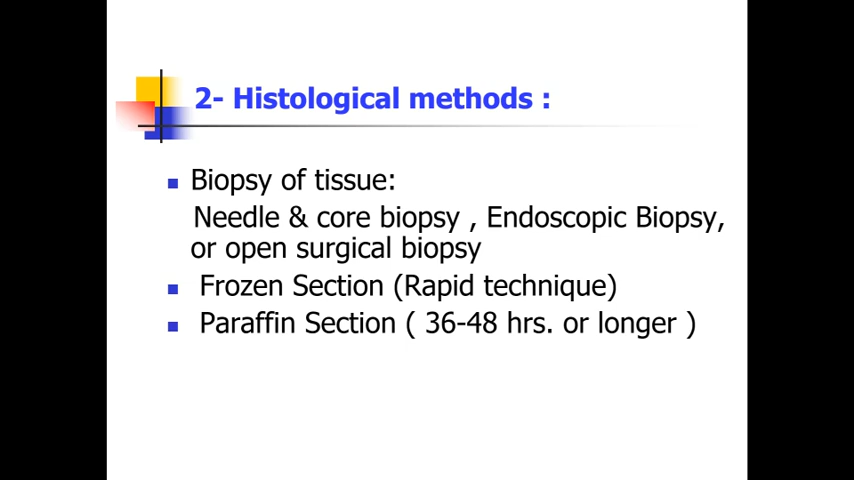 2- Histological methods :
Biopsy of tissue:
Needle & core biopsy , Endoscopic Biopsy,
or open surgical biopsy
Frozen Section (Rapid technique)
Paraffin Section ( 36-48 hrs. or longer )